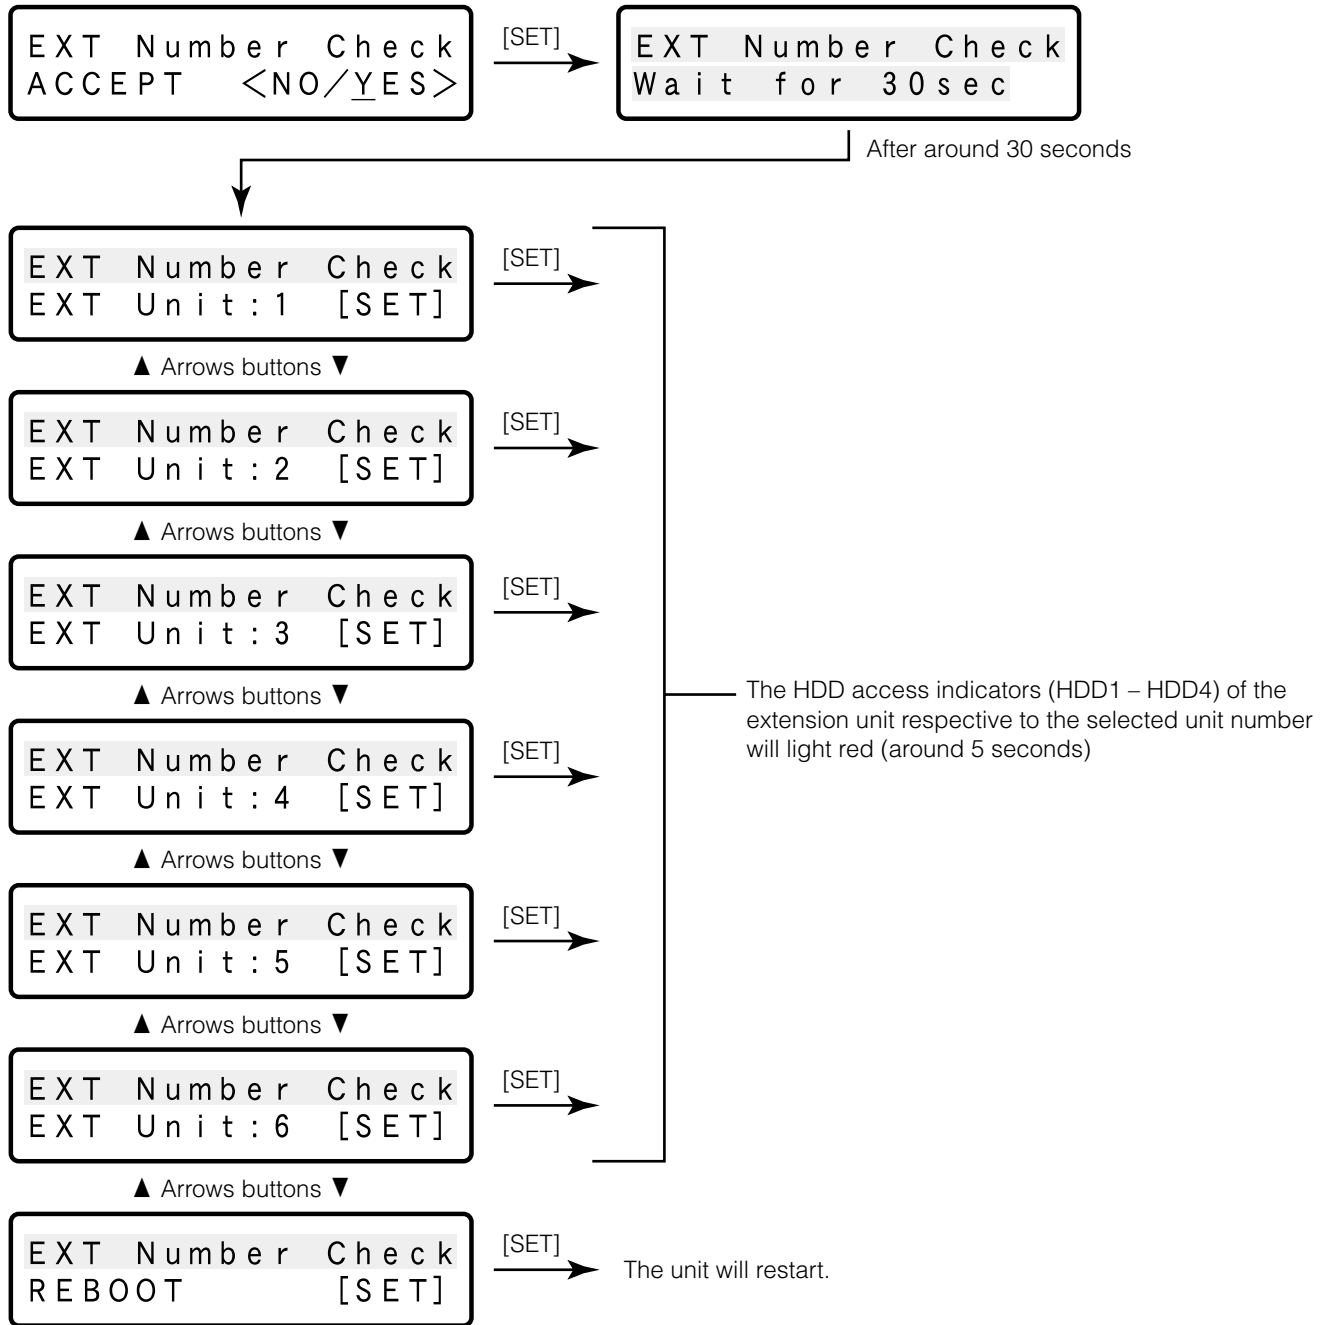 EXT Number Check
ACCEPT <NO/YES>
[SET]
EXT Number Check
Wait for 30sec
After around 30 seconds
EXT Number Check
EXT Unit:1 [SET]
[SET]
▲ Arrows buttons ▼
EXT Number Check
EXT Unit:2 [SET]
[SET]
▲ Arrows buttons ▼
EXT Number Check
EXT Unit:3 [SET]
[SET]
▲ Arrows buttons ▼
EXT Number Check
EXT Unit:4 [SET]
[SET]
▲ Arrows buttons ▼
EXT Number Check
EXT Unit:5 [SET]
[SET]
▲ Arrows buttons ▼
EXT Number Check
EXT Unit:6 [SET]
[SET]
The HDD access indicators (HDD1 – HDD4) of the
extension unit respective to the selected unit number
will light red (around 5 seconds)
▲ Arrows buttons ▼
EXT Number Check
REBOOT [SET]
[SET]
The unit will restart.